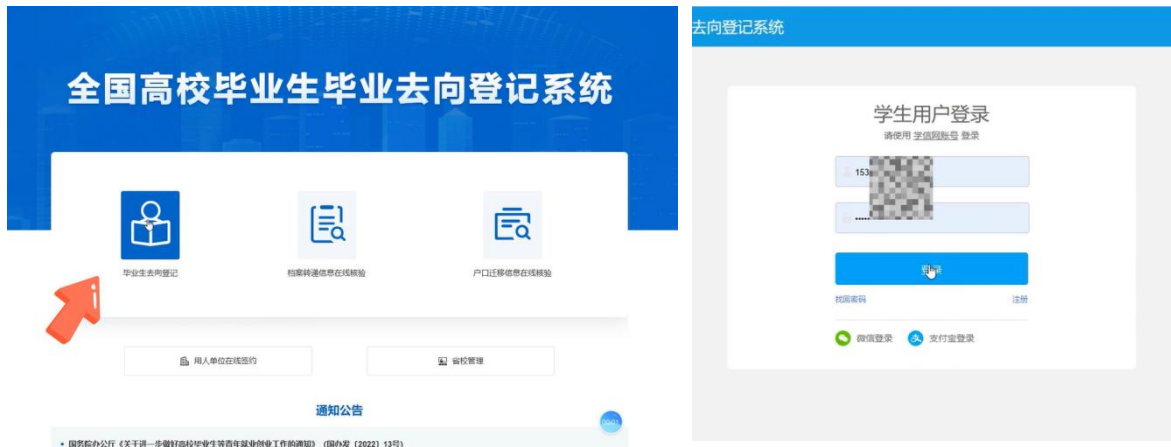 全国高校毕业生毕业去向登记系统
毕业生去向登记
档案转递信息在线核验
户口迁移信息在线核验
用人单位在线签约
省校管理
通知公告
00:01
• 国务院办公厅《关于进一步做好高校毕业生等青年就业创业工作的通知》（国办发〔2022〕13号）
去向登记系统
学生用户登录
请使用 学信网账号 登录
153
•••••
登录
找回密码
注册
微信登录
支付宝登录